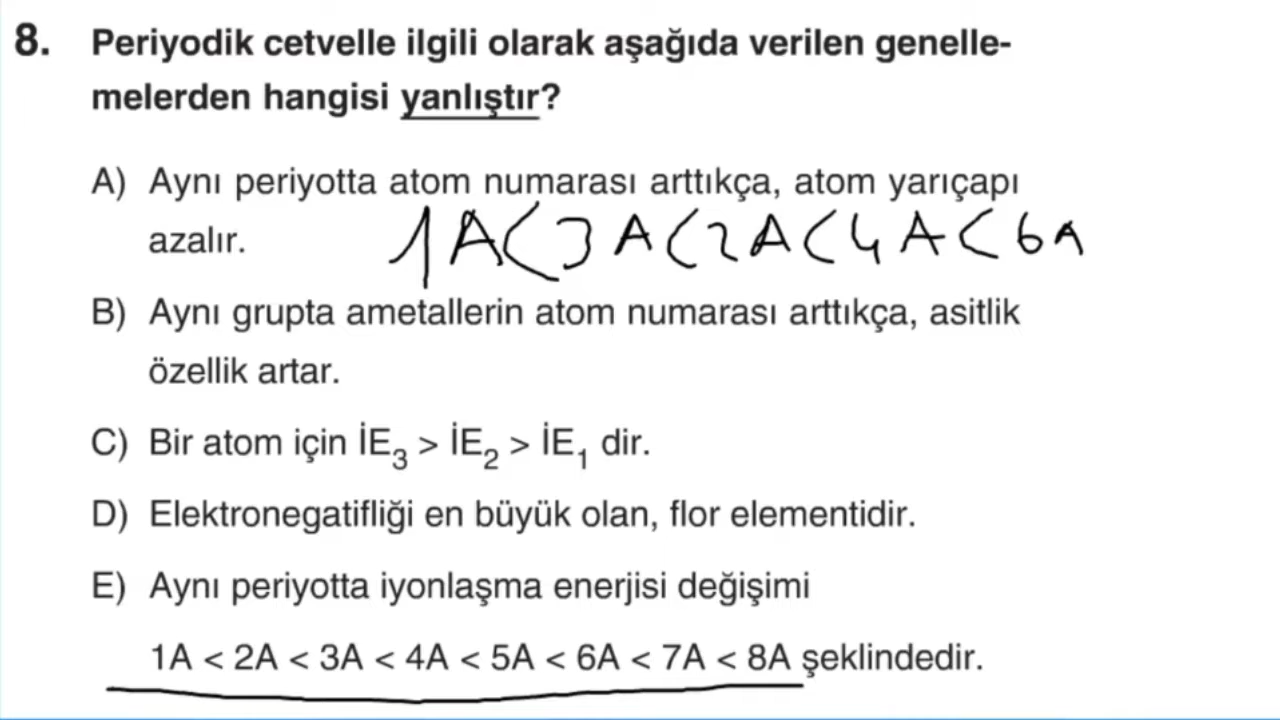 8. Periyodik cetvelle ilgili olarak aşağıda verilen genelle-
melerden hangisi yanlıştır?
A) Aynı periyotta atom numarası arttıkça, atom yarıçapı
azalır.
1A<3A<2A<4A<6A
B) Aynı grupta ametallerin atom numarası arttıkça, asitlik
özellik artar.
C) Bir atom için İE₃ > İE₂ > İE₁ dir.
D) Elektronegatifliği en büyük olan, flor elementidir.
E) Aynı periyotta iyonlaşma enerjisi değişimi
1A < 2A < 3A < 4A < 5A < 6A < 7A < 8A şeklindedir.